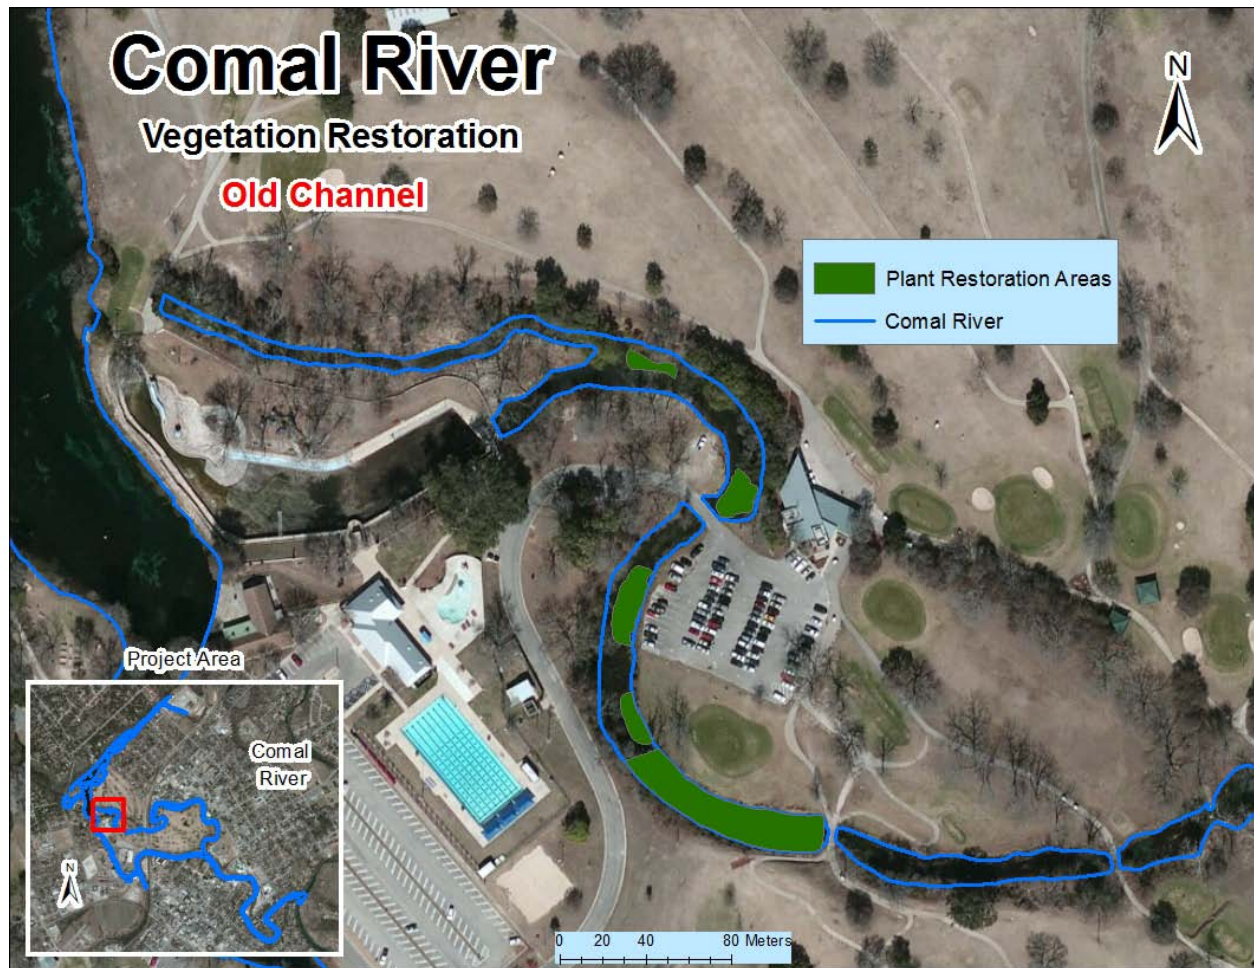 Comal River
Vegetation Restoration
Old Channel
N
Plant Restoration Areas
Comal River
Project Area
Comal
River
N
0 20 40 80 Meters